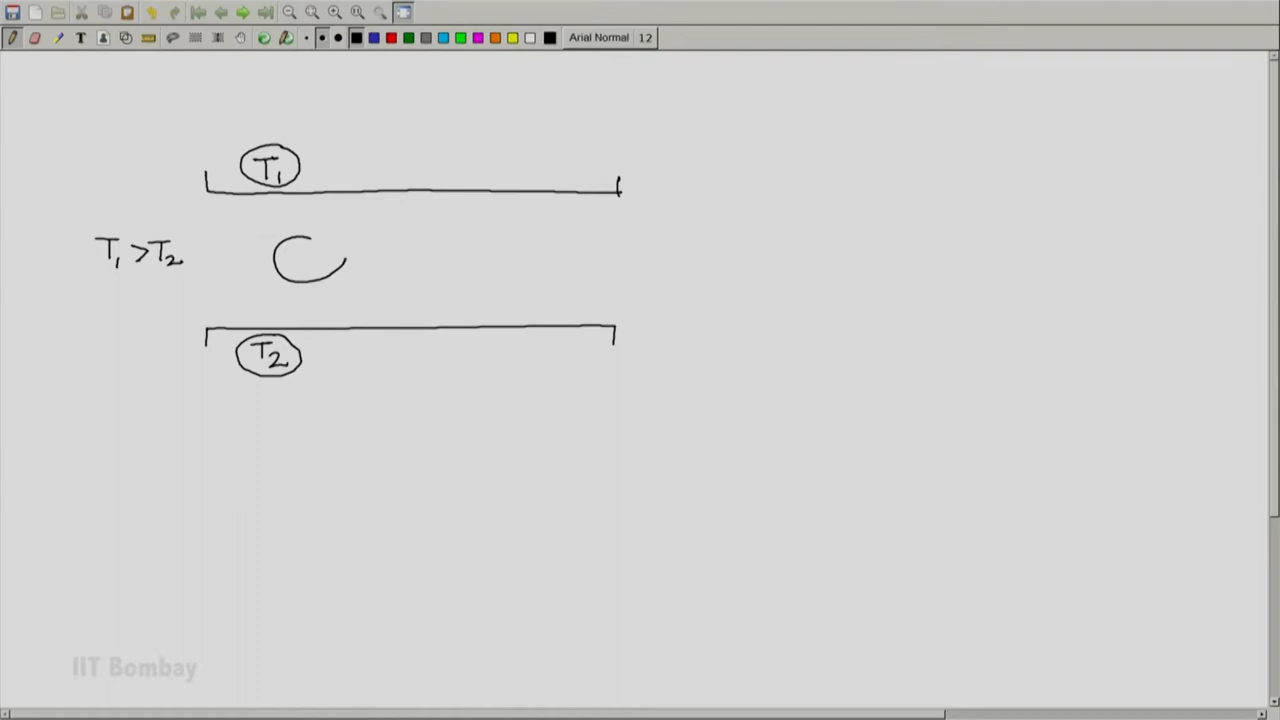 Arial Normal 12
T₁
T₁ > T₂
T₂
IIT Bombay